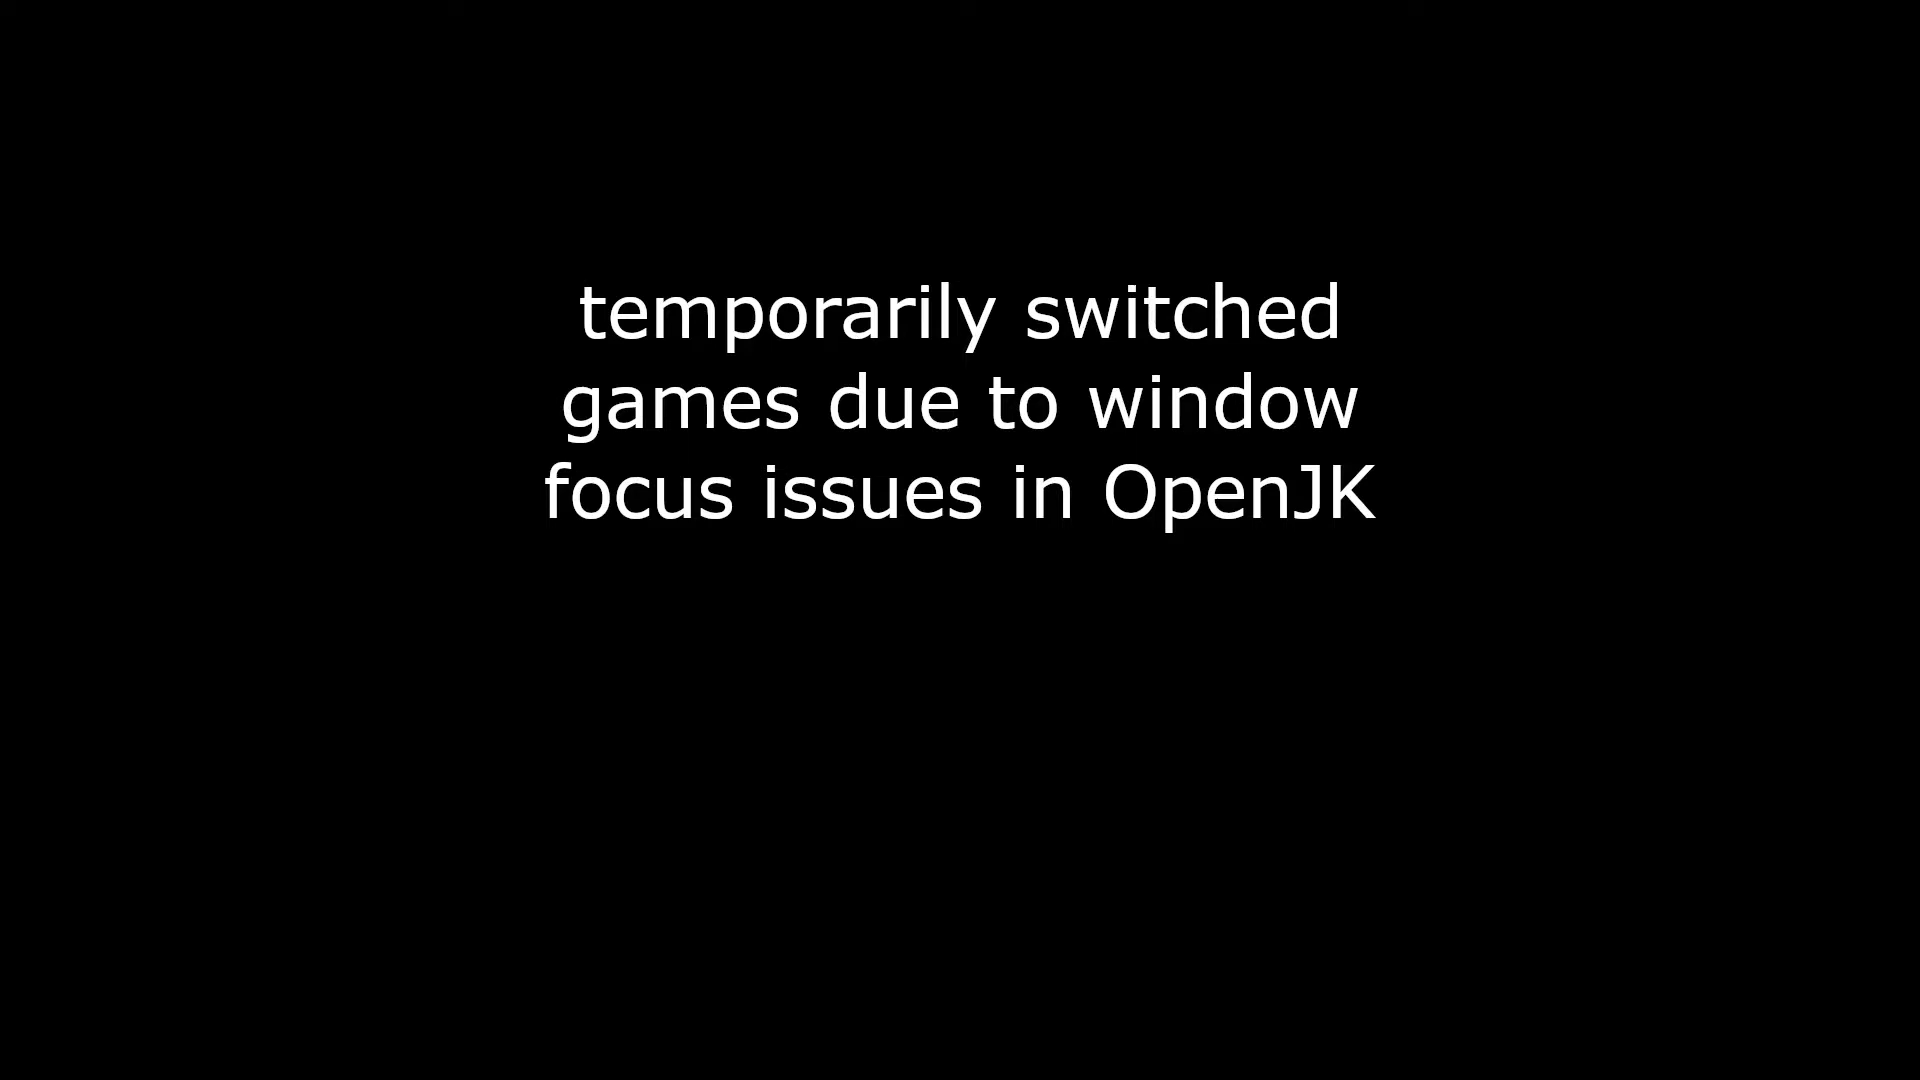 temporarily switched
games due to window
focus issues in OpenJK